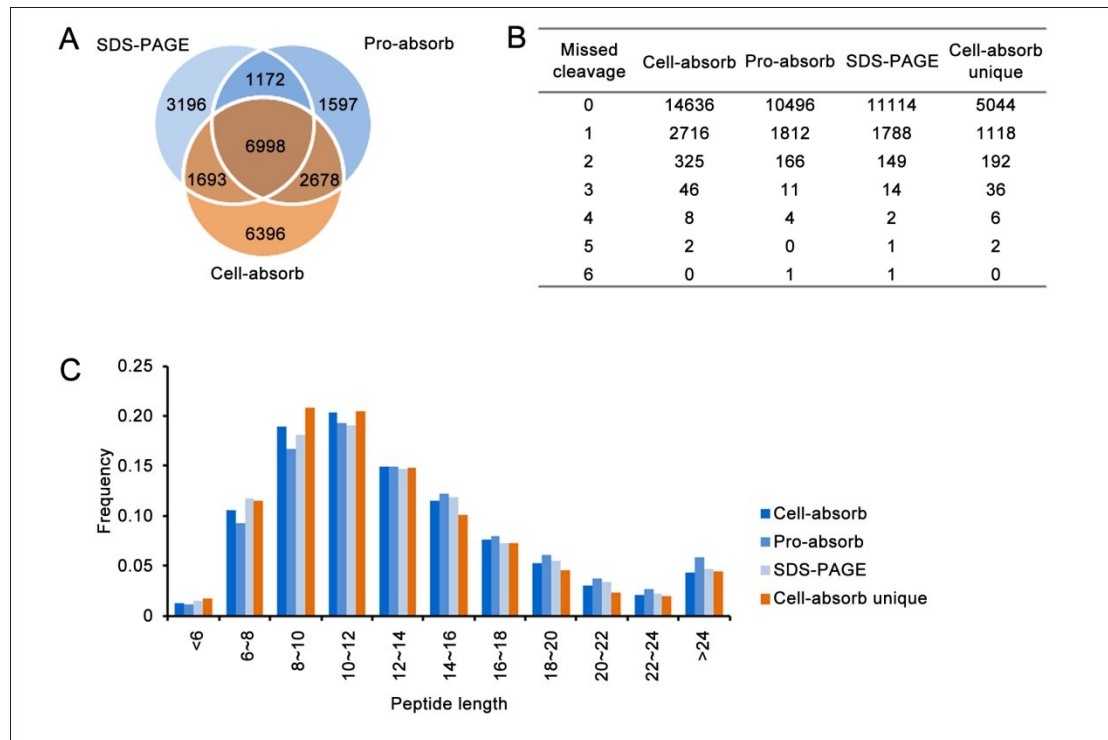 A
SDS-PAGE
Pro-absorb
1172
3196
1597
6998
1693
2678
6396
Cell-absorb
B
Missed cleavage Cell-absorb Pro-absorb SDS-PAGE Cell-absorb unique
0 14636 10496 11114 5044
1 2716 1812 1788 1118
2 325 166 149 192
3 46 11 14 36
4 8 4 2 6
5 2 0 1 2
6 0 1 1 0
C
0.25
0.20
0.15
0.10
0.05
0
Frequency
<6 6~8 8~10 10~12 12~14 14~16 16~18 18~20 20~22 22~24 >24
Peptide length
Cell-absorb
Pro-absorb
SDS-PAGE
Cell-absorb unique